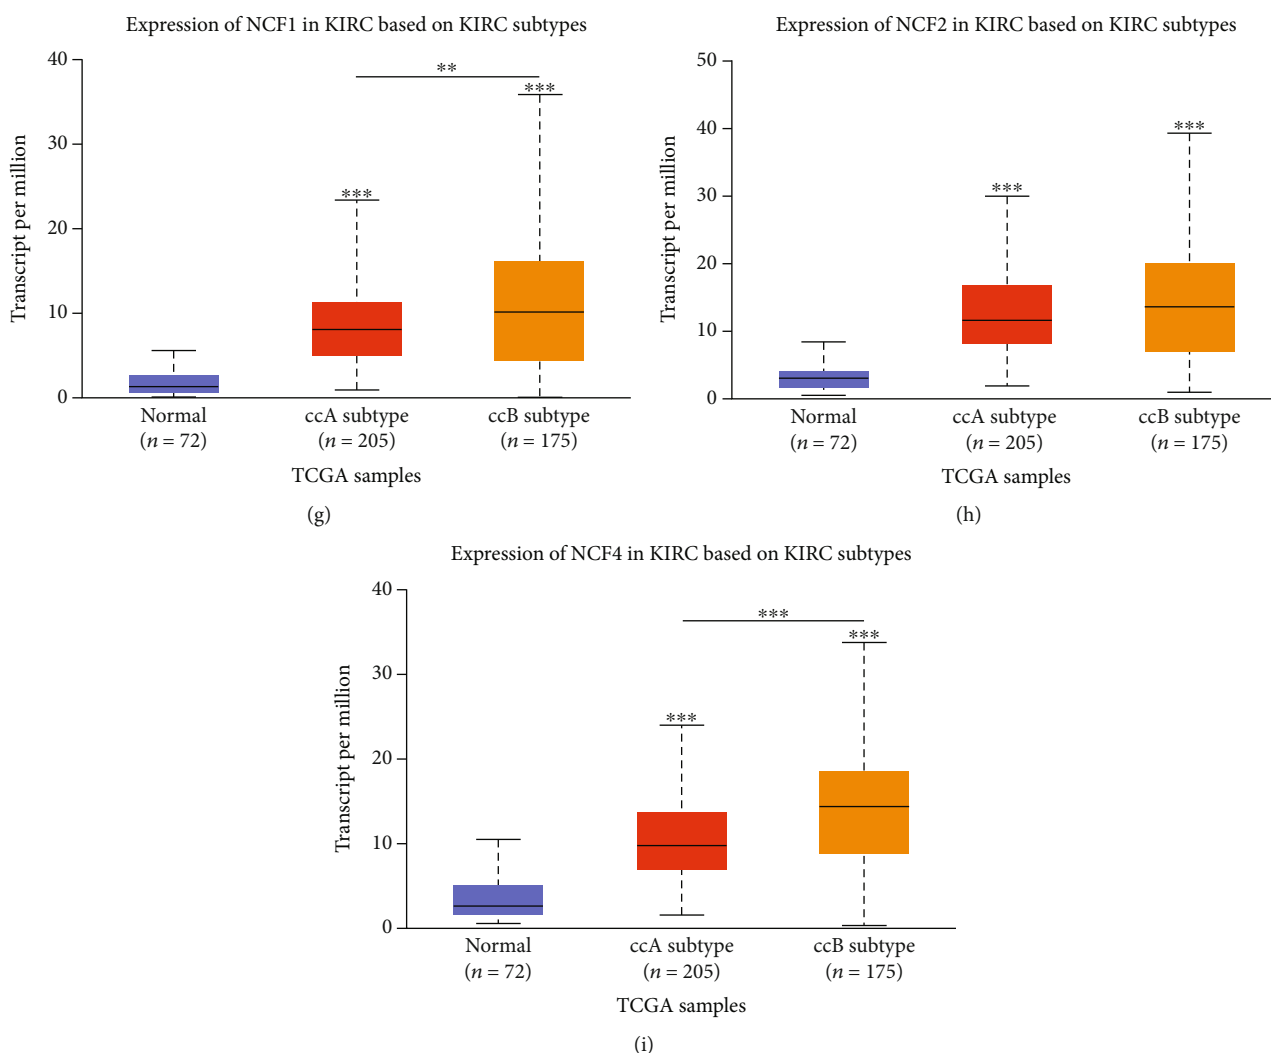 Expression of NCF1 in KIRC based on KIRC subtypes
Transcript per million
40
30
20
10
0
**
***
***
Normal
(n = 72)
ccA subtype
(n = 205)
ccB subtype
(n = 175)
TCGA samples
(g)
Expression of NCF2 in KIRC based on KIRC subtypes
Transcript per million
50
40
30
20
10
0
***
***
Normal
(n = 72)
ccA subtype
(n = 205)
ccB subtype
(n = 175)
TCGA samples
(h)
Expression of NCF4 in KIRC based on KIRC subtypes
Transcript per million
40
30
20
10
0
***
***
***
Normal
(n = 72)
ccA subtype
(n = 205)
ccB subtype
(n = 175)
TCGA samples
(i)